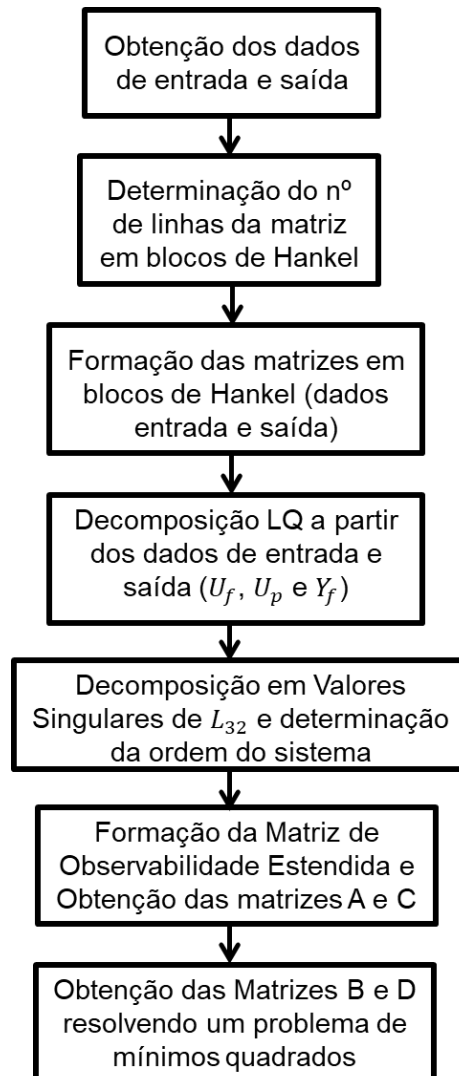 Obtenção dos dados
de entrada e saída
Determinação do nº
de linhas da matriz
em blocos de Hankel
Formação das matrizes em
blocos de Hankel (dados
entrada e saída)
Decomposição LQ a partir
dos dados de entrada e
saída (U_f, U_p e Y_f)
Decomposição em Valores
Singulares de L_{32} e determinação
da ordem do sistema
Formação da Matriz de
Observabilidade Estendida e
Obtenção das matrizes A e C
Obtenção das Matrizes B e D
resolvendo um problema de
mínimos quadrados